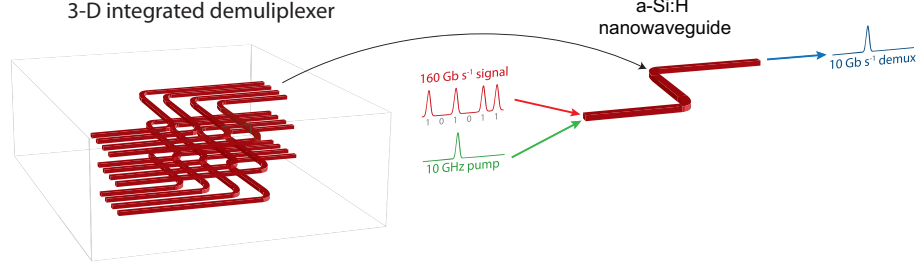 3-D integrated demuliplexer
a-Si:H
nanowaveguide
160 Gb s⁻¹ signal
1 0 1 0 1 1
10 GHz pump
10 Gb s⁻¹ demux